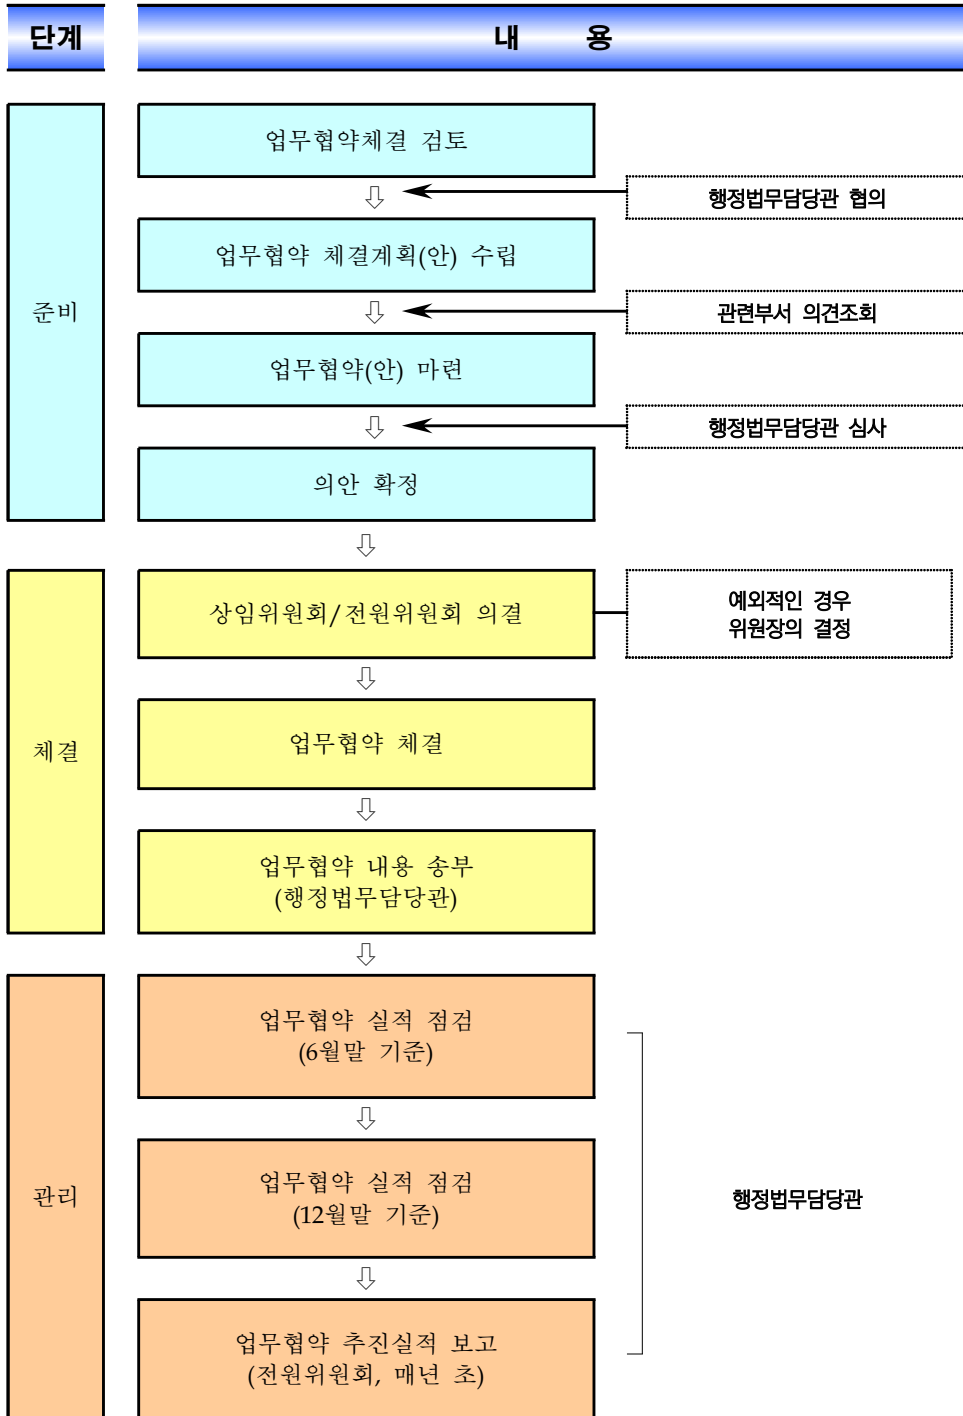 단계
내 용
준비
업무협약체결 검토
행정법무담당관 협의
업무협약 체결계획(안) 수립
관련부서 의견조회
업무협약(안) 마련
행정법무담당관 심사
의안 확정
체결
상임위원회/전원위원회 의결
예외적인 경우
위원장의 결정
업무협약 체결
업무협약 내용 송부
(행정법무담당관)
관리
업무협약 실적 점검
(6월말 기준)
업무협약 실적 점검
(12월말 기준)
행정법무담당관
업무협약 추진실적 보고
(전원위원회, 매년 초)